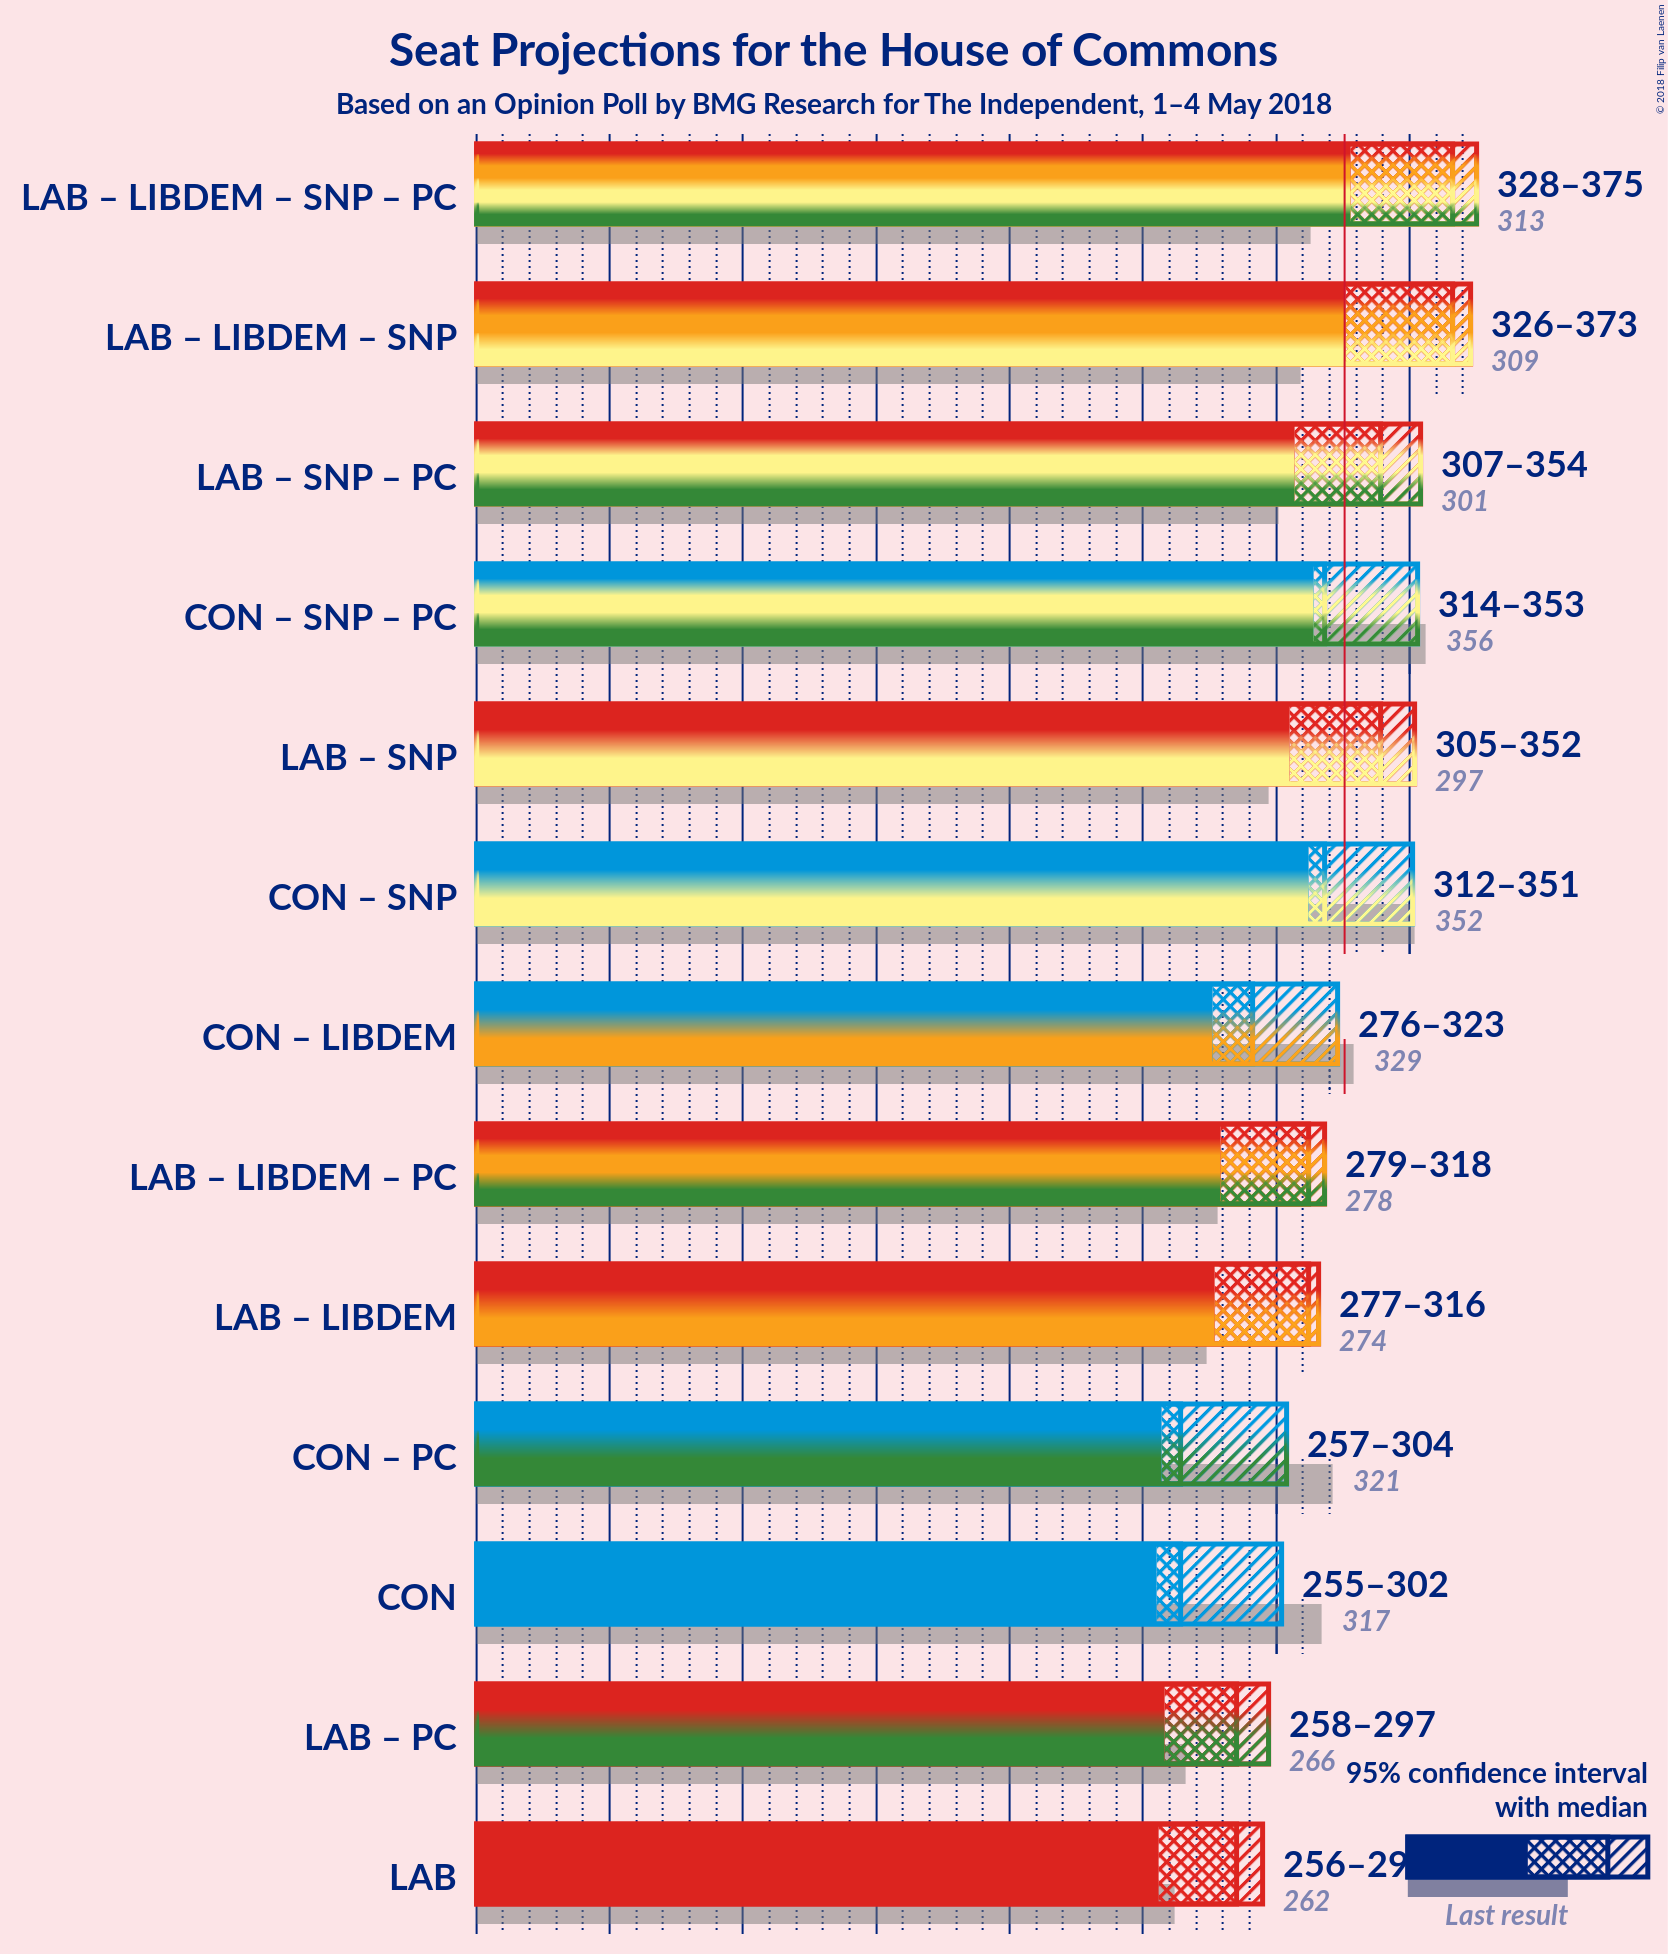 © 2018 Filip van Laenen
Seat Projections for the House of Commons
Based on an Opinion Poll by BMG Research for The Independent, 1–4 May 2018
LAB – LIBDEM – SNP – PC
328–375
313
LAB – LIBDEM – SNP
326–373
309
LAB – SNP – PC
307–354
301
CON – SNP – PC
314–353
356
LAB – SNP
305–352
297
CON – SNP
312–351
352
CON – LIBDEM
276–323
329
LAB – LIBDEM – PC
279–318
278
LAB – LIBDEM
277–316
274
CON – PC
257–304
321
CON
255–302
317
LAB – PC
258–297
266
95% confidence interval
with median
LAB
256–29
262
Last result